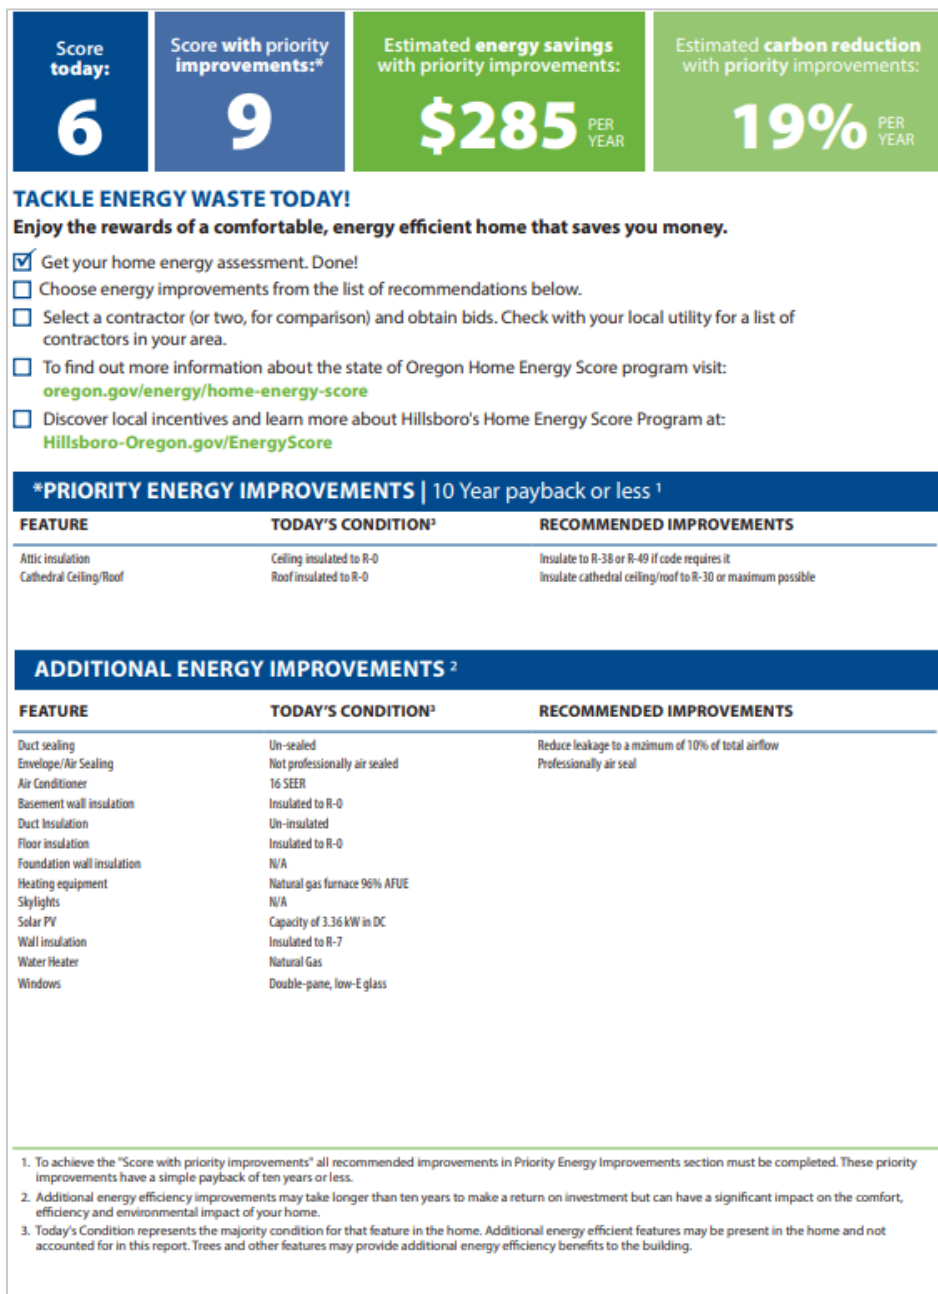 Score today:
6
Score with priority improvements:*
9
Estimated energy savings
with priority improvements:
$285 PER YEAR
Estimated carbon reduction
with priority improvements:
19% PER YEAR
TACKLE ENERGY WASTE TODAY!
Enjoy the rewards of a comfortable, energy efficient home that saves you money.
Get your home energy assessment. Done!
Choose energy improvements from the list of recommendations below.
Select a contractor (or two, for comparison) and obtain bids. Check with your local utility for a list of
contractors in your area.
To find out more information about the state of Oregon Home Energy Score program visit:
oregon.gov/energy/home-energy-score
Discover local incentives and learn more about Hillsboro's Home Energy Score Program at:
Hillsboro-Oregon.gov/EnergyScore
*PRIORITY ENERGY IMPROVEMENTS | 10 Year payback or less ¹
FEATURE TODAY'S CONDITION³ RECOMMENDED IMPROVEMENTS
Attic insulation Ceiling insulated to R-0 Insulate to R-38 or R-49 if code requires it
Cathedral Ceiling/Roof Roof insulated to R-0 Insulate cathedral ceiling/roof to R-30 or maximum possible
ADDITIONAL ENERGY IMPROVEMENTS ²
FEATURE TODAY'S CONDITION³ RECOMMENDED IMPROVEMENTS
Duct sealing Un-sealed Reduce leakage to a mzimum of 10% of total airflow
Envelope/Air Sealing Not professionally air sealed Professionally air seal
Air Conditioner 16 SEER
Basement wall insulation Insulated to R-0
Duct Insulation Un-insulated
Floor insulation Insulated to R-0
Foundation wall insulation N/A
Heating equipment Natural gas furnace 96% AFUE
Skylights N/A
Solar PV Capacity of 3.36 kW in DC
Wall insulation Insulated to R-7
Water Heater Natural Gas
Windows Double-pane, low-E glass
1. To achieve the "Score with priority improvements" all recommended improvements in Priority Energy Improvements section must be completed. These priority
improvements have a simple payback of ten years or less.
2. Additional energy efficiency improvements may take longer than ten years to make a return on investment but can have a significant impact on the comfort,
efficiency and environmental impact of your home.
3. Today's Condition represents the majority condition for that feature in the home. Additional energy efficient features may be present in the home and not
accounted for in this report. Trees and other features may provide additional energy efficiency benefits to the building.